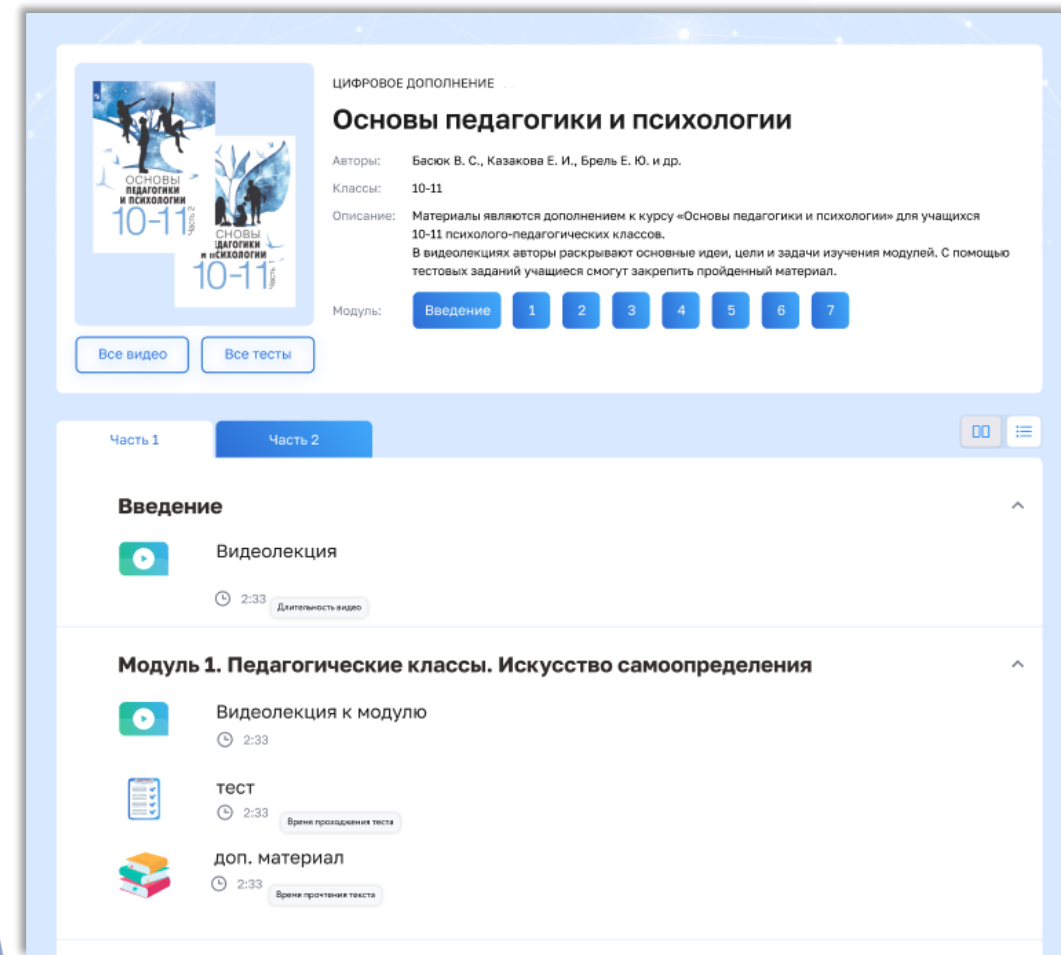 ЦИФРОВОЕ ДОПОЛНЕНИЕ
Основы педагогики и психологии
Авторы: Басюк В. С., Казакова Е. И., Брель Е. Ю. и др.
Классы: 10-11
Описание: Материалы являются дополнением к курсу «Основы педагогики и психологии» для учащихся
10-11 психолого-педагогических классов.
В видеолекциях авторы раскрывают основные идеи, цели и задачи изучения модулей. С помощью
тестовых заданий учащиеся смогут закрепить пройденный материал.
Модуль: Введение 1 2 3 4 5 6 7
ОСНОВЫ
ПЕДАГОГИКИ
И ПСИХОЛОГИИ
10-11
Часть 2
СНОВЫ
ДАГОГИКИ
И ПСИХОЛОГИИ
10-11
Часть 1
Все видео Все тесты
Часть 1 Часть 2
Введение
Видеолекция
2:33 Длительность видео
Модуль 1. Педагогические классы. Искусство самоопределения
Видеолекция к модулю
2:33
тест
2:33 Время прохождения теста
доп. материал
2:33 Время прочтения текста